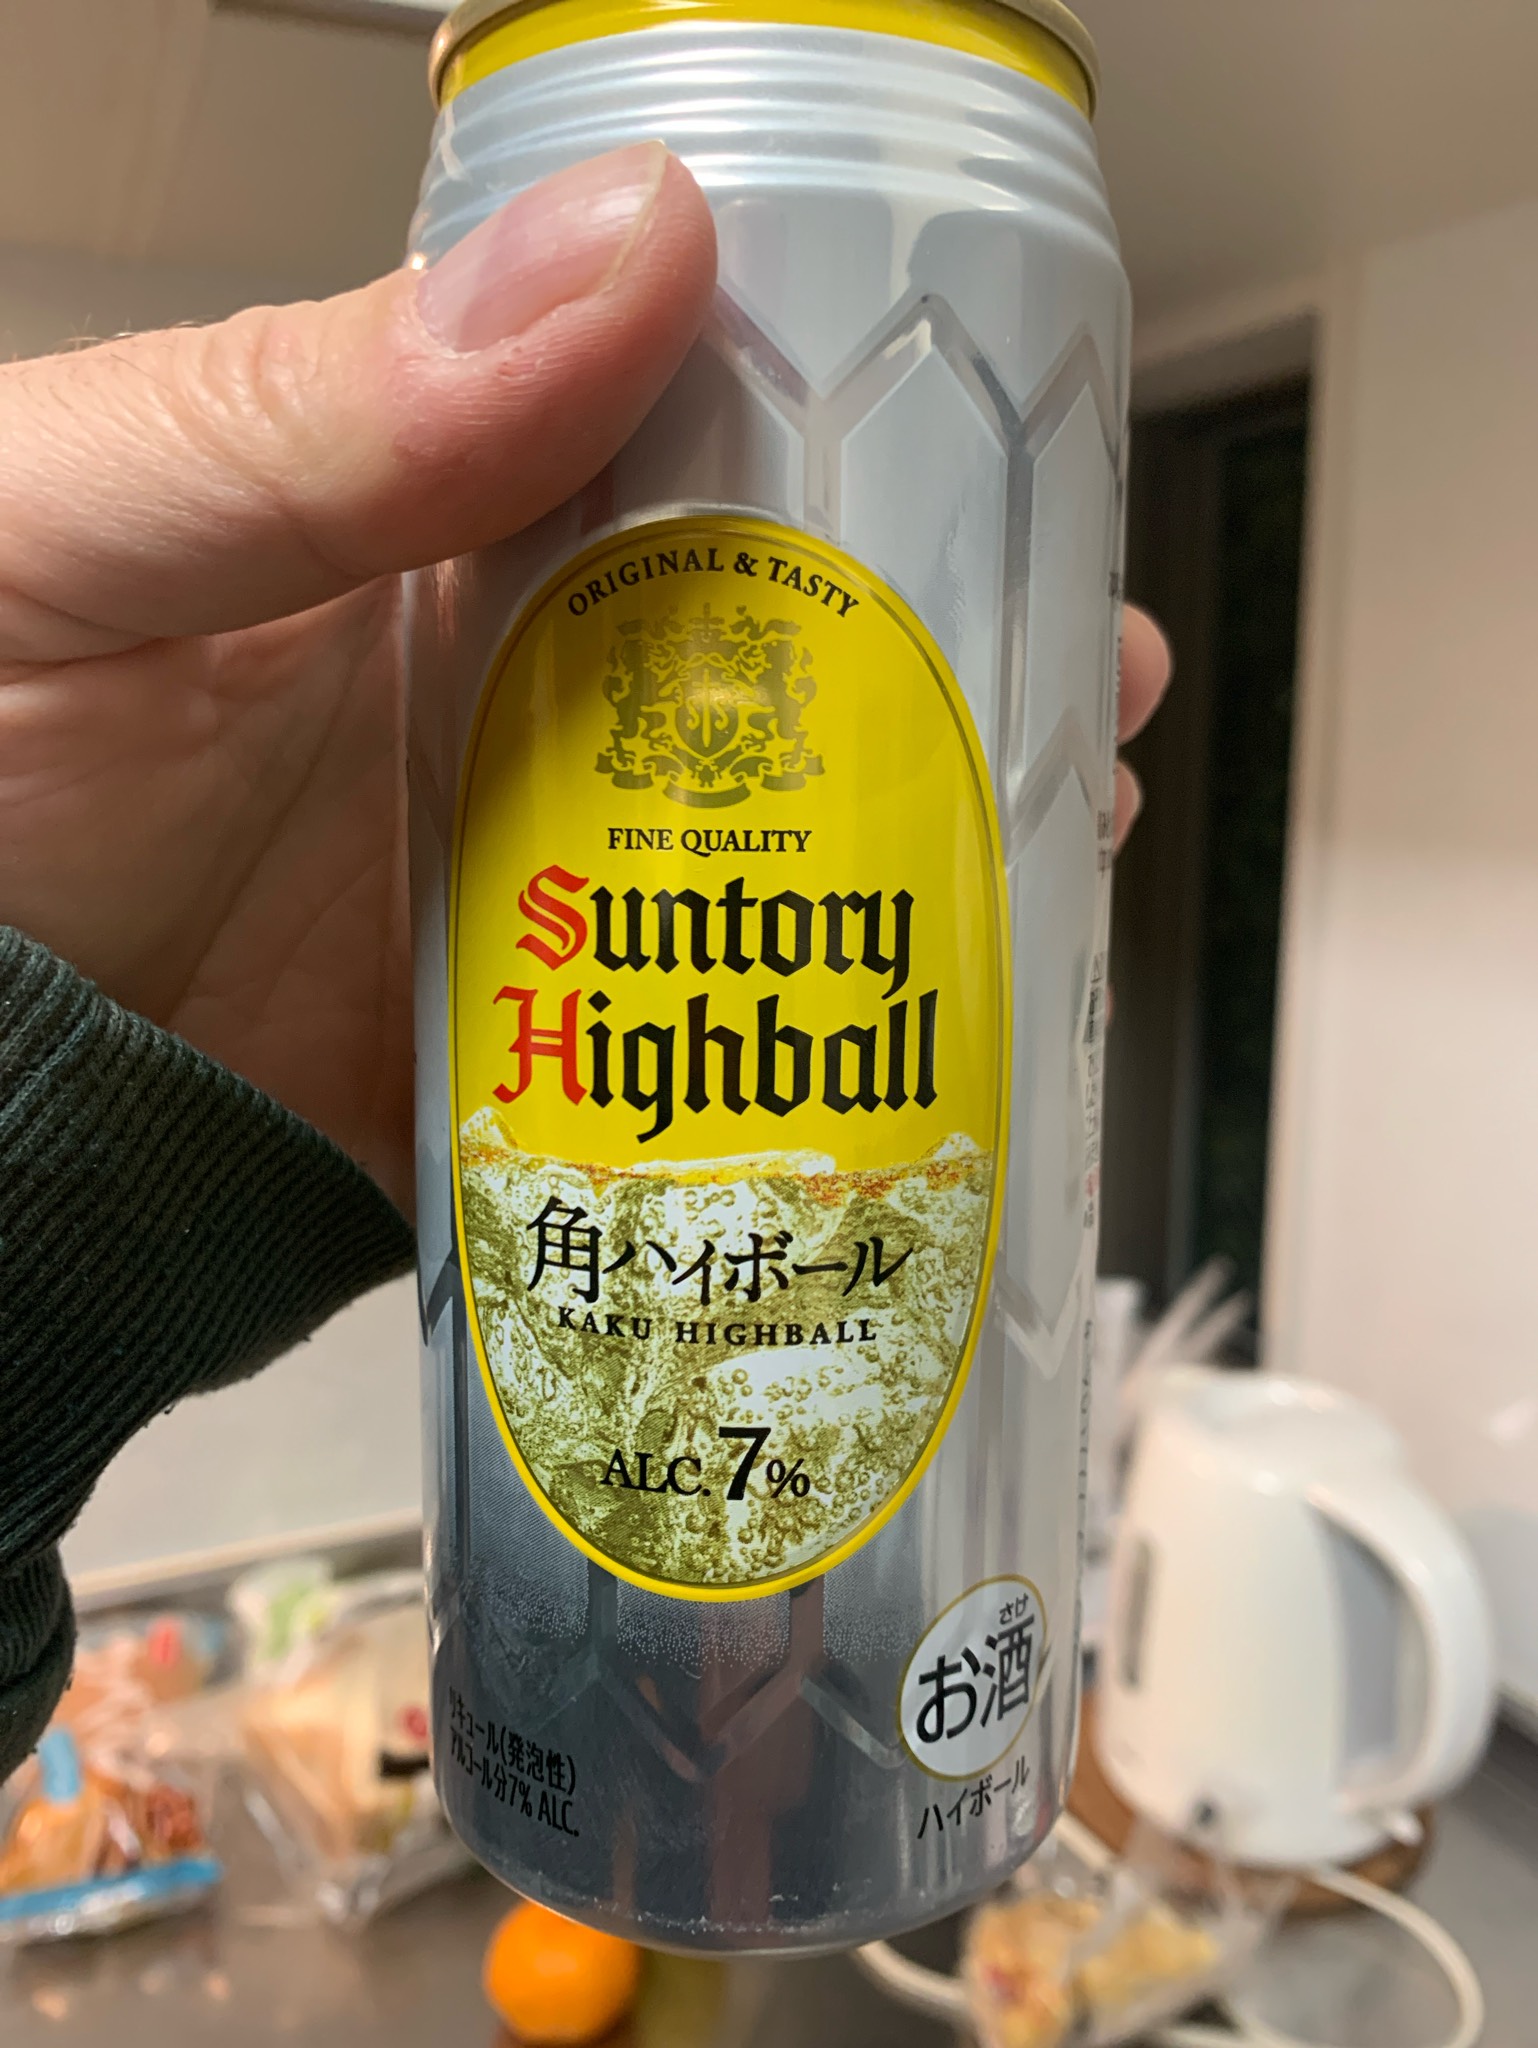 ORIGINAL & TASTY
FINE QUALITY
Suntory
Highball
角ハイボール
KAKU HIGHBALL
ALC.7%
リキュール(発泡性)
アルコール分7% ALC.
さけ
お酒
ハイボール